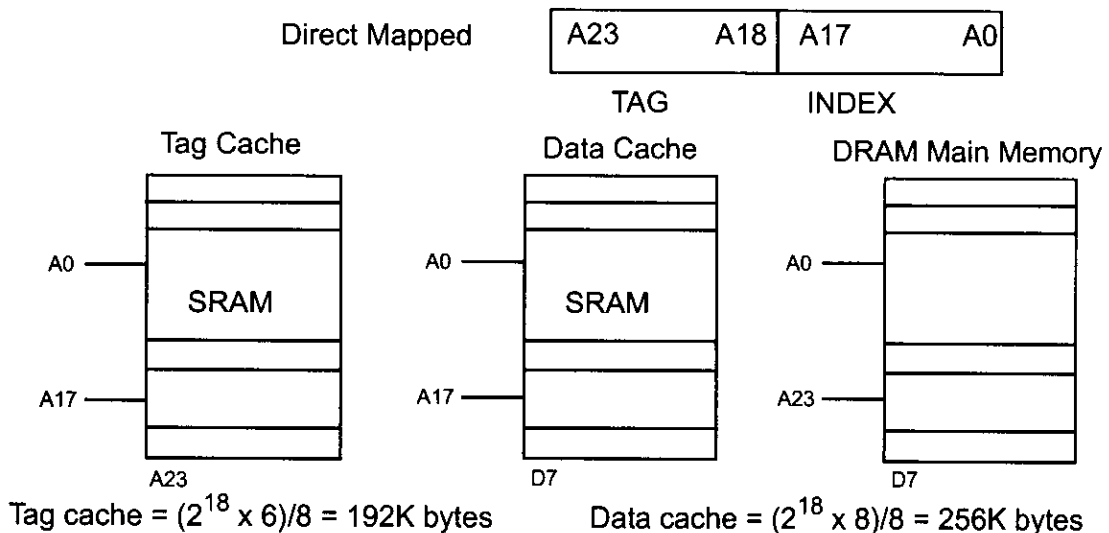 Direct Mapped A23 A18 A17 A0
TAG INDEX
Tag Cache Data Cache DRAM Main Memory
A0 A0 A0
SRAM SRAM
A17 A17 A23
A23 D7 D7
Tag cache = (2^18 x 6)/8 = 192K bytes Data cache = (2^18 x 8)/8 = 256K bytes